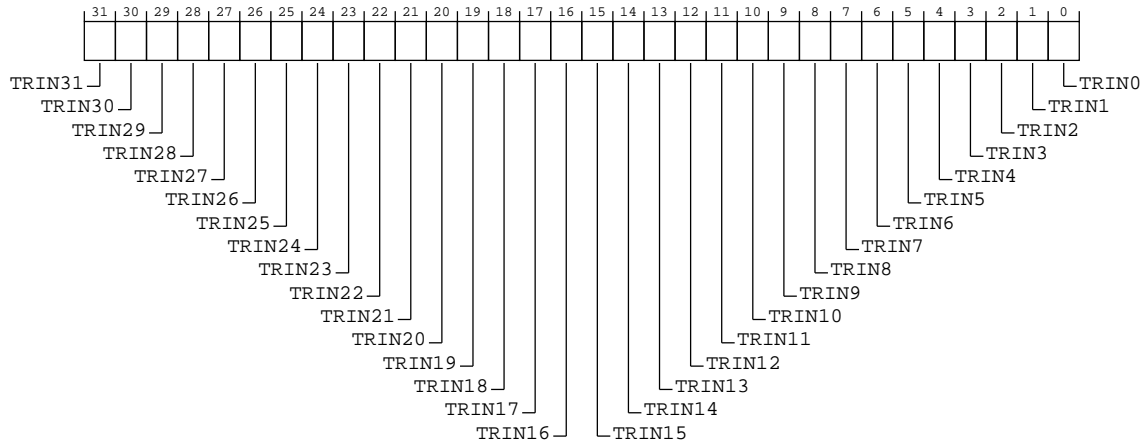 31 30 29 28 27 26 25 24 23 22 21 20 19 18 17 16 15 14 13 12 11 10 9 8 7 6 5 4 3 2 1 0
TRIN31 TRIN0
TRIN30 TRIN1
TRIN29 TRIN2
TRIN28 TRIN3
TRIN27 TRIN4
TRIN26 TRIN5
TRIN25 TRIN6
TRIN24 TRIN7
TRIN23 TRIN8
TRIN22 TRIN9
TRIN21 TRIN10
TRIN20 TRIN11
TRIN19 TRIN12
TRIN18 TRIN13
TRIN17 TRIN14
TRIN16 TRIN15